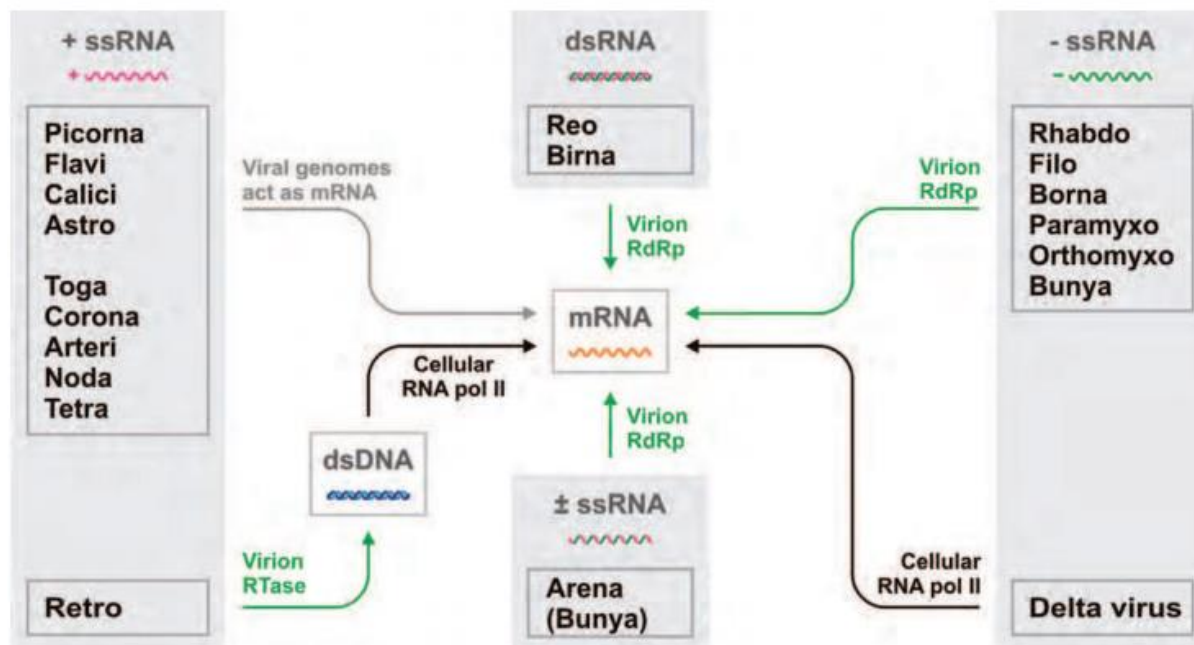 + ssRNA
+
Picorna
Flavi
Calici
Astro
Toga
Corona
Arteri
Noda
Tetra
Retro
Viral genomes
act as mRNA
Cellular
RNA pol II
dsDNA
Virion
RTase
dsRNA
Reo
Birna
Virion
RdRp
mRNA
Virion
RdRp
± ssRNA
Arena
(Bunya)
Virion
RdRp
Cellular
RNA pol II
- ssRNA
-
Rhabdo
Filo
Borna
Paramyxo
Orthomyxo
Bunya
Delta virus